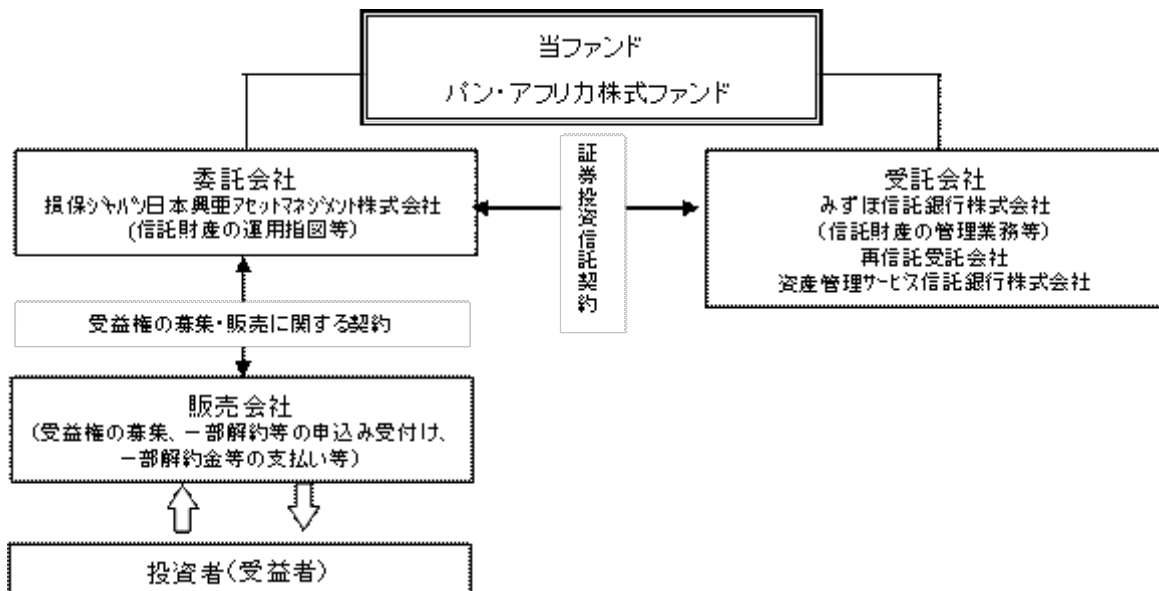 当ファンド
パン・アフリカ株式ファンド
委託会社
損保ジャパン日本興亜アセットマネジメント株式会社
(信託財産の運用指図等)
証券投資信託契約
受託会社
みずほ信託銀行株式会社
(信託財産の管理業務等)
再信託受託会社
資産管理サービス信託銀行株式会社
受益権の募集・販売に関する契約
販売会社
(受益権の募集、一部解約等の申込み受付け、
一部解約金等の支払い等)
投資者(受益者)